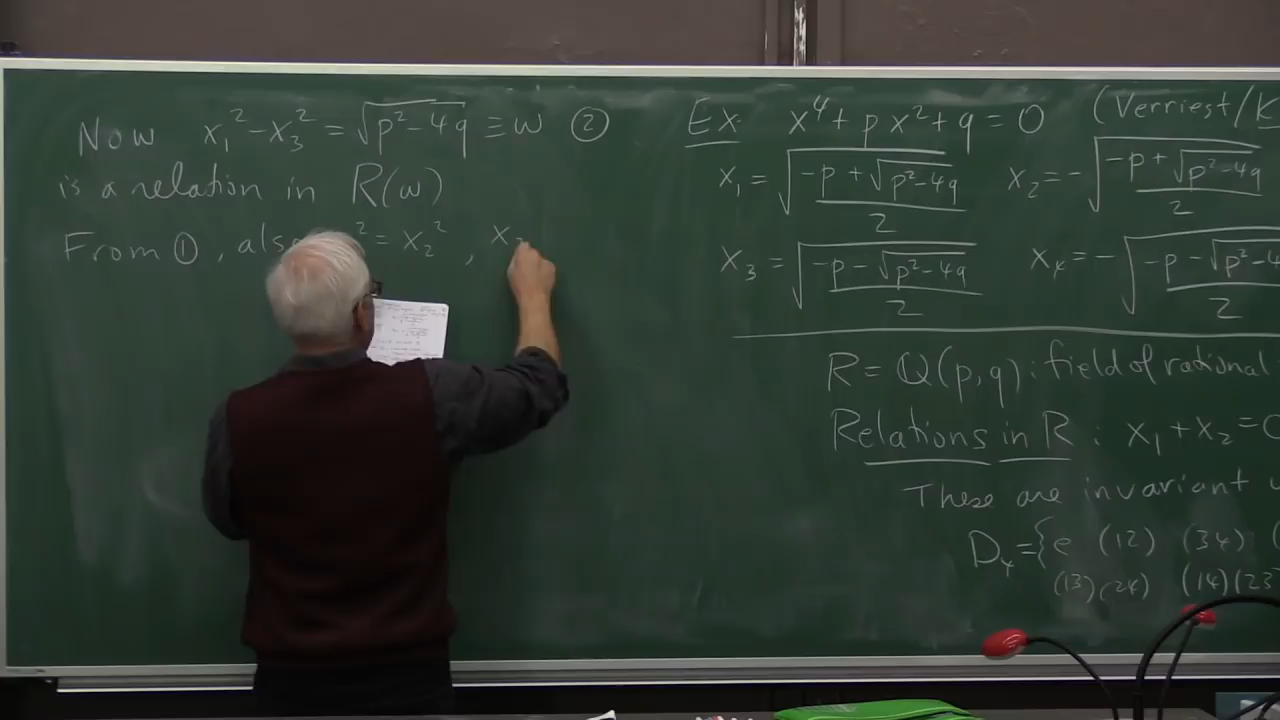 Now x₁² - x₃² = √(p² - 4q) ≡ w ②
is a relation in R(w)
From ①, also ² = x₂² , x
Ex x⁴ + p x² + q = 0 (Verriest/K
x₁ = √((-p + √(p² - 4q))/2) x₂ = -√((-p + √(p² - 4q))/2)
x₃ = √((-p - √(p² - 4q))/2) x₄ = -√((-p - √(p² - 4
R = Q(p,q) : field of rational
Relations in R : x₁ + x₂ = 0
These are invariant
D₄ = { e (12) (34) (
(13)(24) (14)(23